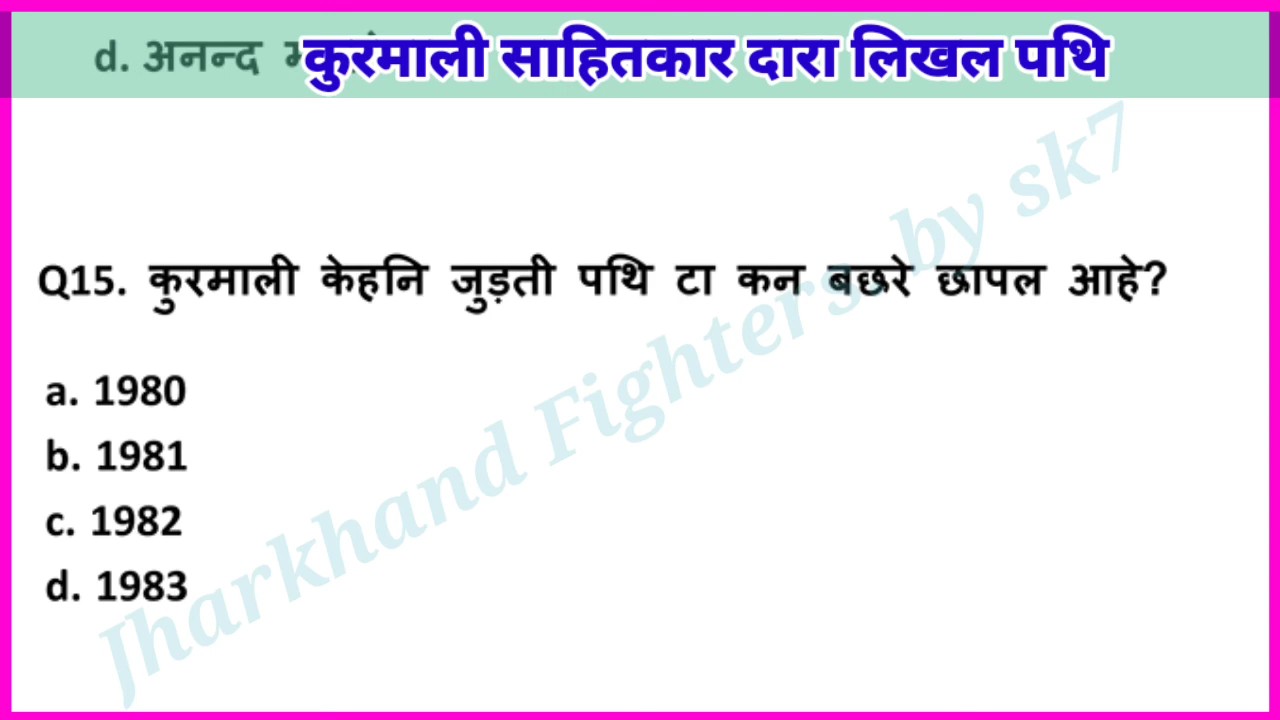 d. अनन्द
कुरमाली साहितकार दारा लिखल पथि
Q15. कुरमाली केहनि जुड़ती पथि टा कन बछरे छापल आहे?
a. 1980
b. 1981
c. 1982
d. 1983
Jharkhand Fighters by sk7